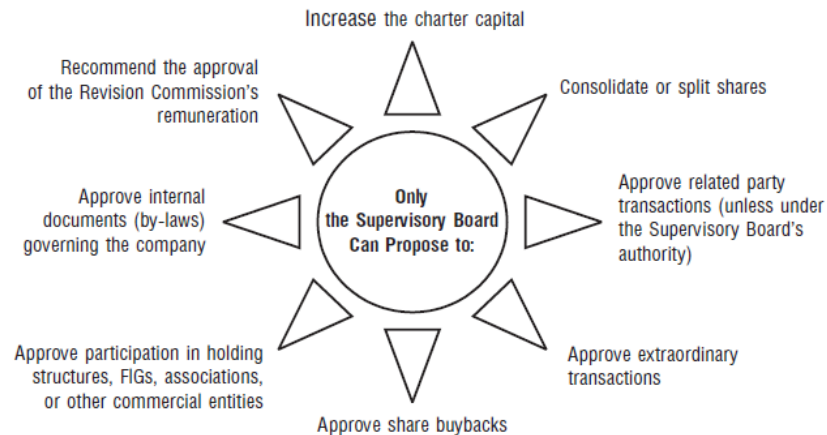 Increase the charter capital
Recommend the approval
of the Revision Commission's
remuneration
Consolidate or split shares
Approve internal
documents (by-laws)
governing the company
Only
the Supervisory Board
Can Propose to:
Approve related party
transactions (unless under
the Supervisory Board's
authority)
Approve participation in holding
structures, FIGs, associations,
or other commercial entities
Approve extraordinary
transactions
Approve share buybacks